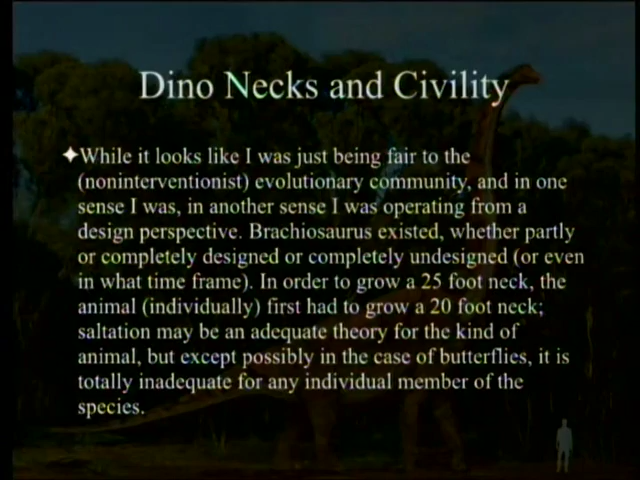 Dino Necks and Civility
While it looks like I was just being fair to the
(noninterventionist) evolutionary community, and in one
sense I was, in another sense I was operating from a
design perspective. Brachiosaurus existed, whether partly
or completely designed or completely undesigned (or even
in what time frame). In order to grow a 25 foot neck, the
animal (individually) first had to grow a 20 foot neck;
saltation may be an adequate theory for the kind of
animal, but except possibly in the case of butterflies, it is
totally inadequate for any individual member of the
species.